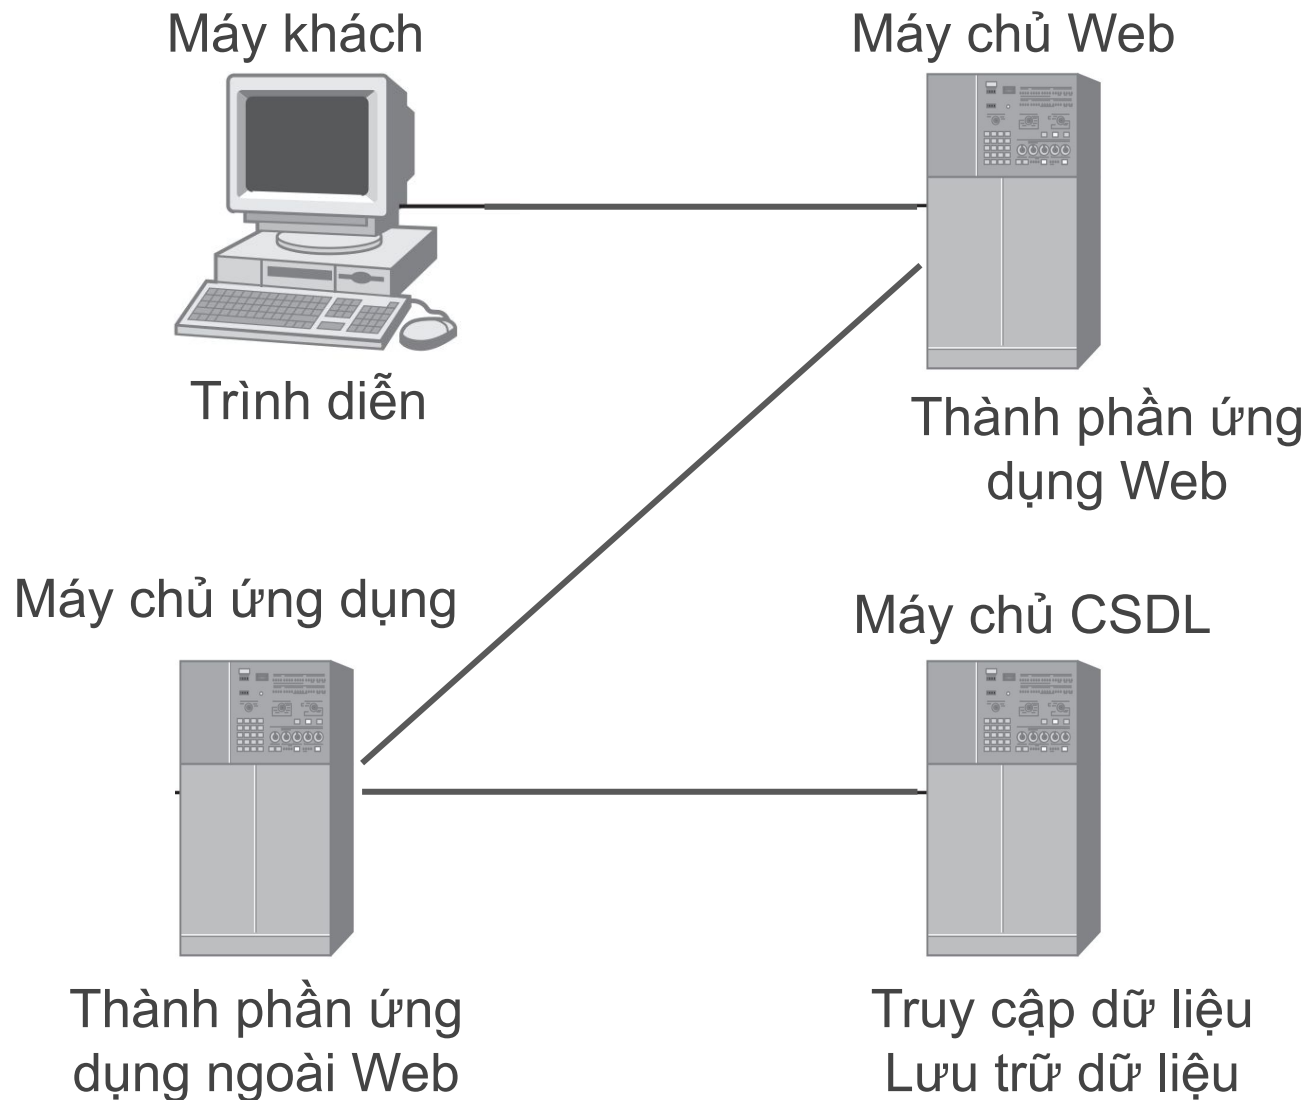 Máy khách
Máy chủ Web
Trình diễn
Thành phần ứng
dụng Web
Máy chủ ứng dụng
Máy chủ CSDL
Thành phần ứng
dụng ngoài Web
Truy cập dữ liệu
Lưu trữ dữ liệu